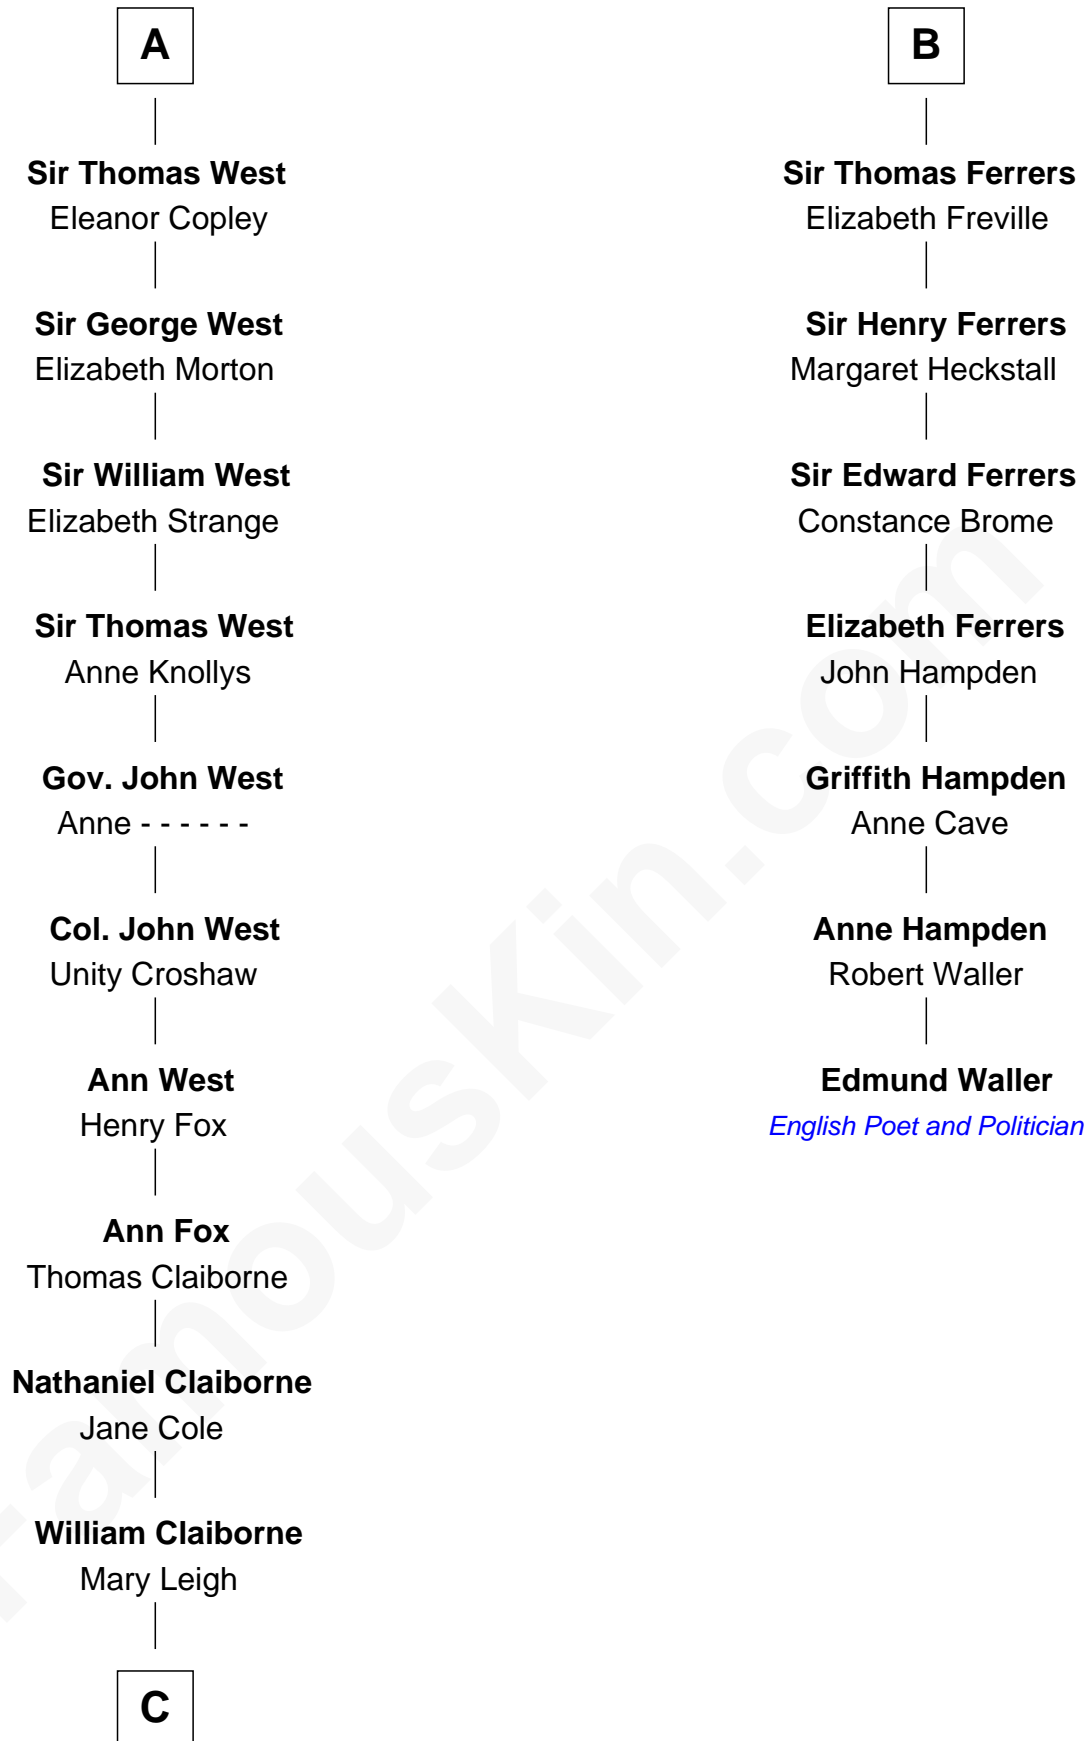 A
Sir Thomas West
Eleanor Copley
Sir George West
Elizabeth Morton
Sir William West
Elizabeth Strange
Sir Thomas West
Anne Knollys
Gov. John West
Anne - - - - - -
Col. John West
Unity Croshaw
Ann West
Henry Fox
Ann Fox
Thomas Claiborne
Nathaniel Claiborne
Jane Cole
William Claiborne
Mary Leigh
C
B
Sir Thomas Ferrers
Elizabeth Freville
Sir Henry Ferrers
Margaret Heckstall
Sir Edward Ferrers
Constance Brome
Elizabeth Ferrers
John Hampden
Griffith Hampden
Anne Cave
Anne Hampden
Robert Waller
Edmund Waller
English Poet and Politician
FamousKin.com